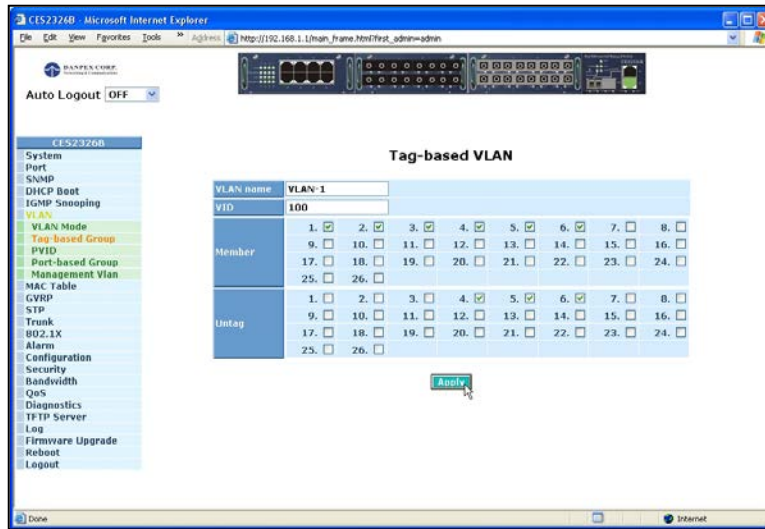 CES2326B - Microsoft Internet Explorer
File Edit View Favorites Tools » Address http://192.168.1.1/main_frame.html?first_admin=admin
DANPEX CORP.
Auto Logout OFF
CES2326B
System
Port
SNMP
DHCP Boot
IGMP Snooping
VLAN
VLAN Mode
Tag-based Group
PVID
Port-based Group
Management Vlan
MAC Table
GVRP
STP
Trunk
802.1X
Alarm
Configuration
Security
Bandwidth
QoS
Diagnostics
TFTP Server
Log
Firmware Upgrade
Reboot
Logout
Tag-based VLAN
VLAN name VLAN-1
VID 100
Member
1. 2. 3. 4. 5. 6. 7. 8.
9. 10. 11. 12. 13. 14. 15. 16.
17. 18. 19. 20. 21. 22. 23. 24.
25. 26.
Untag
1. 2. 3. 4. 5. 6. 7. 8.
9. 10. 11. 12. 13. 14. 15. 16.
17. 18. 19. 20. 21. 22. 23. 24.
25. 26.
Apply
Done Internet